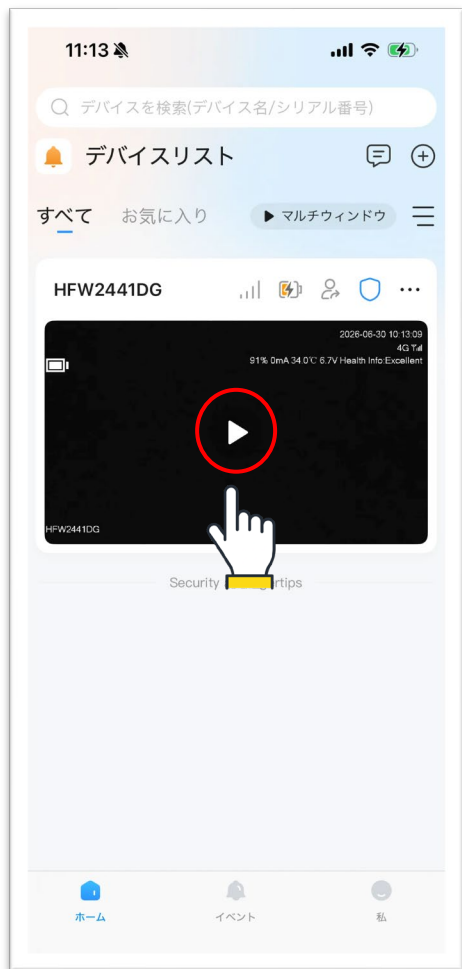 11:13
デバイスを検索(デバイス名/シリアル番号)
デバイスリスト
すべて お気に入り マルチウィンドウ
HFW2441DG
2026-06-30 10:13:09
4G
91% 0mA 34.0℃ 6.7V Health Info:Excellent
HFW2441DG
Security rtips
ホーム イベント 私